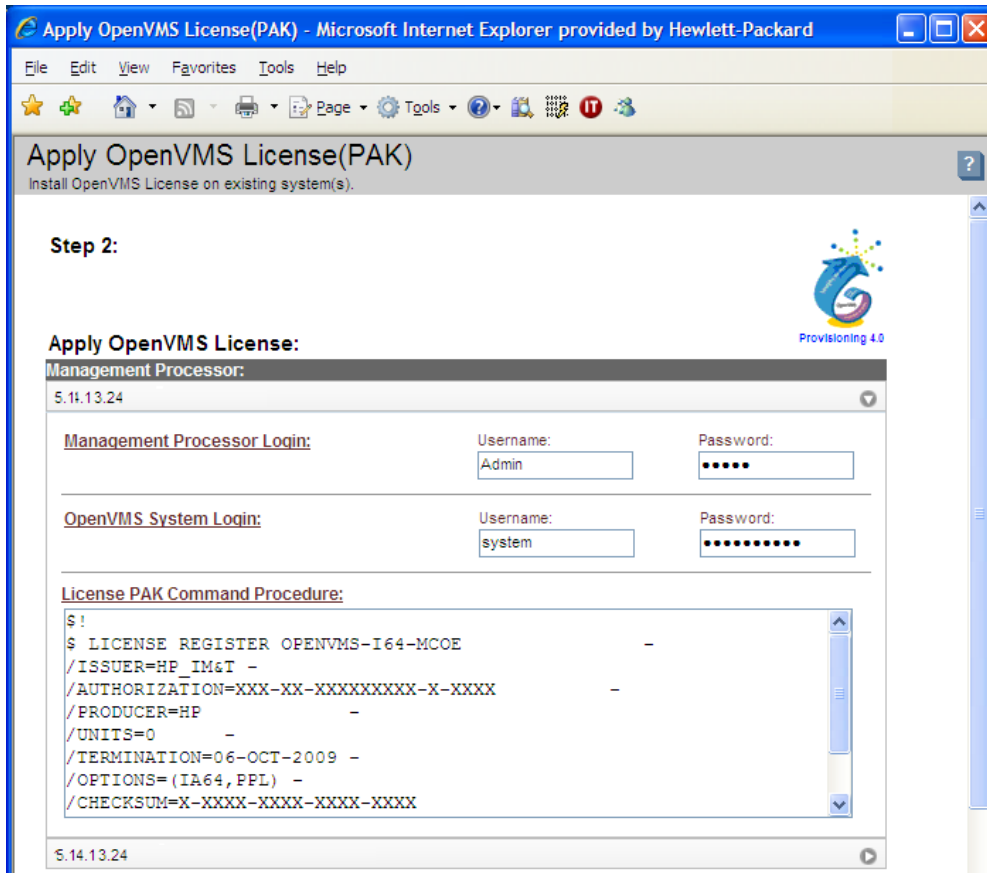 Apply OpenVMS License(PAK) - Microsoft Internet Explorer provided by Hewlett-Packard
File Edit View Favorites Tools Help
Page Tools
Apply OpenVMS License(PAK)
Install OpenVMS License on existing system(s).
Step 2:
Provisioning 4.0
Apply OpenVMS License:
Management Processor:
5.14.13.24
Management Processor Login:
Username:
Password:
Admin
•••••
OpenVMS System Login:
Username:
Password:
system
••••••••••
License PAK Command Procedure:
$!
$ LICENSE REGISTER OPENVMS-I64-MCOE -
/ISSUER=HP_IM&T -
/AUTHORIZATION=XXX-XX-XXXXXXXXX-X-XXXX -
/PRODUCER=HP -
/UNITS=0 -
/TERMINATION=06-OCT-2009 -
/OPTIONS=(IA64,PPL) -
/CHECKSUM=X-XXXX-XXXX-XXXX-XXXX
5.14.13.24